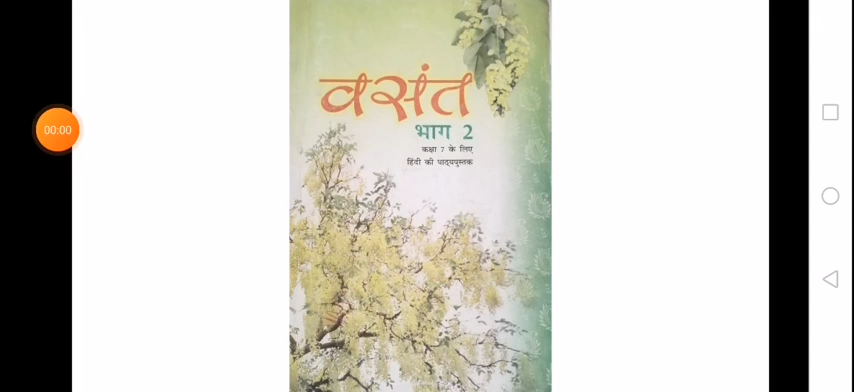 वसंत
भाग 2
कक्षा 7 के लिए
हिंदी की पाठ्यपुस्तक
00:00